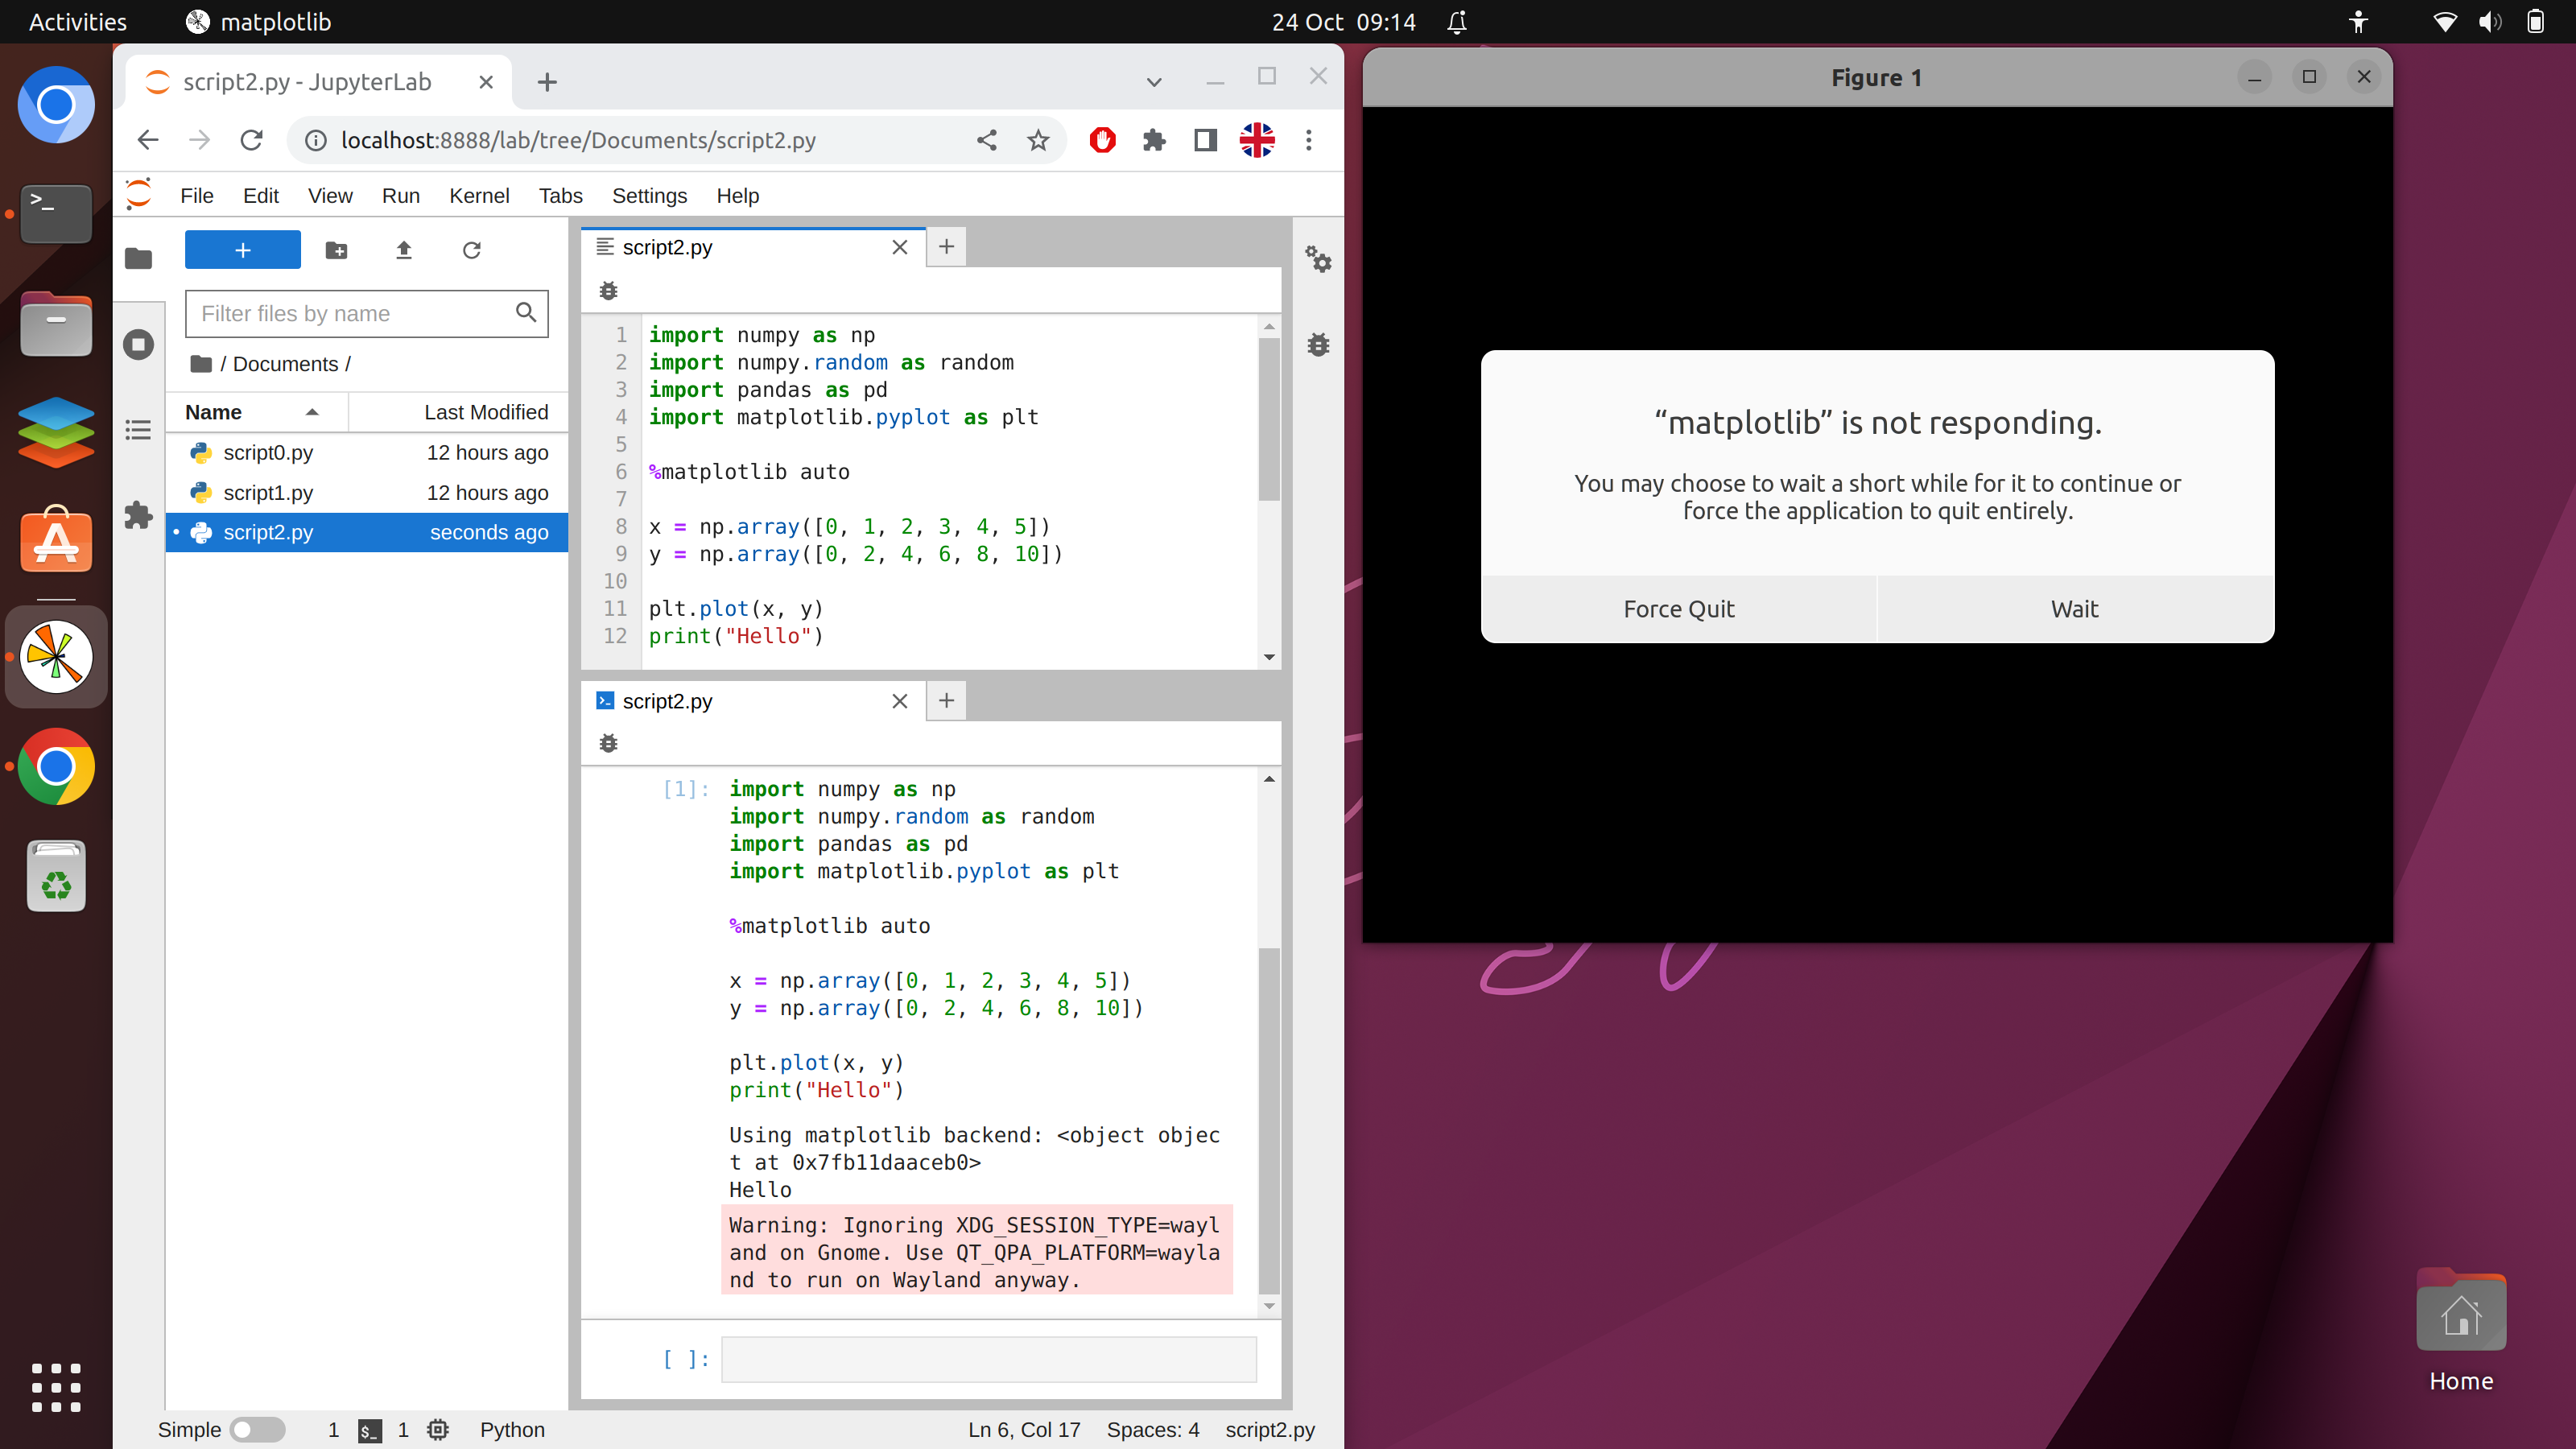 Activities
matplotlib
24 Oct 09:14
script2.py - JupyterLab
localhost:8888/lab/tree/Documents/script2.py
File Edit View Run Kernel Tabs Settings Help
+
Filter files by name
/ Documents /
Name
Last Modified
script0.py
12 hours ago
script1.py
12 hours ago
• script2.py
seconds ago
script2.py
1 import numpy as np
2 import numpy.random as random
3 import pandas as pd
4 import matplotlib.pyplot as plt
5
6 %matplotlib auto
7
8 x = np.array([0, 1, 2, 3, 4, 5])
9 y = np.array([0, 2, 4, 6, 8, 10])
10
11 plt.plot(x, y)
12 print("Hello")
script2.py
[1]: import numpy as np
import numpy.random as random
import pandas as pd
import matplotlib.pyplot as plt
%matplotlib auto
x = np.array([0, 1, 2, 3, 4, 5])
y = np.array([0, 2, 4, 6, 8, 10])
plt.plot(x, y)
print("Hello")
Using matplotlib backend: <object objec
t at 0x7fb11daaceb0>
Hello
Warning: Ignoring XDG_SESSION_TYPE=wayl
and on Gnome. Use QT_QPA_PLATFORM=wayla
nd to run on Wayland anyway.
[ ]:
Simple 1 $_ 1 Python
Ln 6, Col 17 Spaces: 4 script2.py
Figure 1
“matplotlib” is not responding.
You may choose to wait a short while for it to continue or
force the application to quit entirely.
Force Quit
Wait
Home